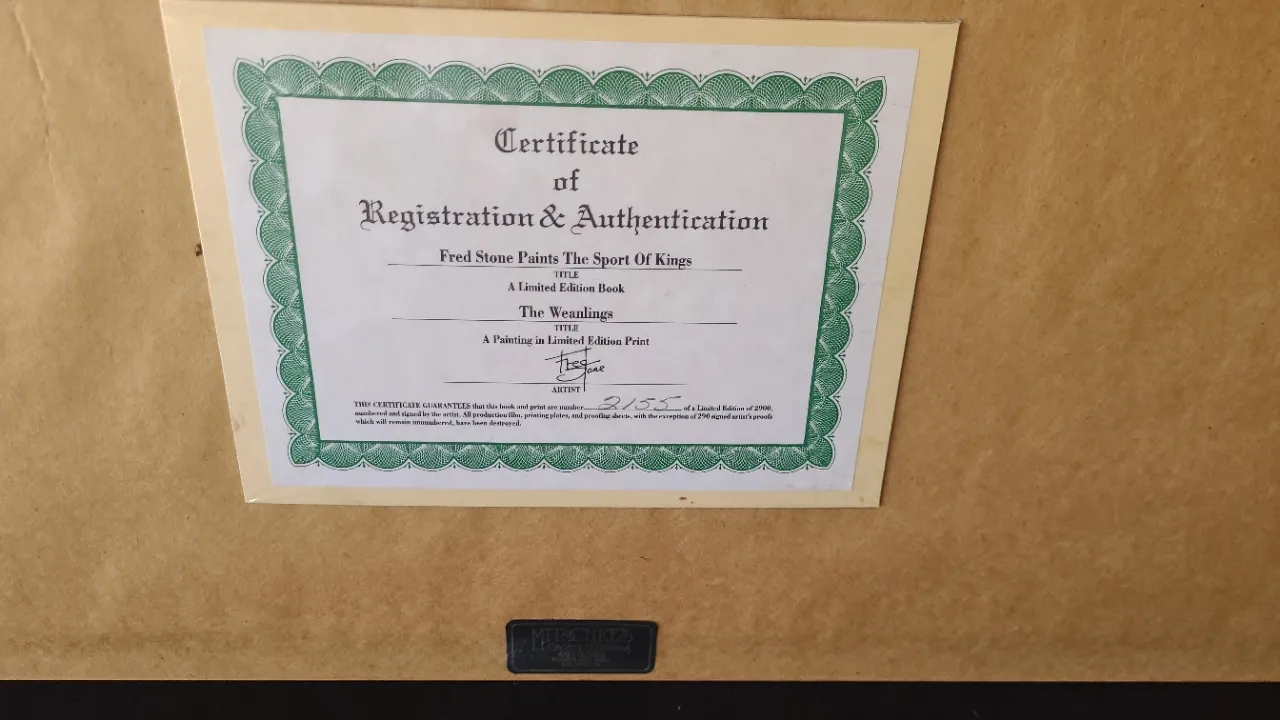 Certificate
of
Registration & Authentication
Fred Stone Paints The Sport Of Kings
TITLE
A Limited Edition Book
The Weanlings
TITLE
A Painting in Limited Edition Print
Fred Stone
ARTIST
THIS CERTIFICATE GUARANTEES that this book and print are number 2155 of a Limited Edition of 2900,
numbered and signed by the artist. All production film, printing plates, and proofing sheets, with the exception of 290 signed artist's proofs
which will remain unnumbered, have been destroyed.